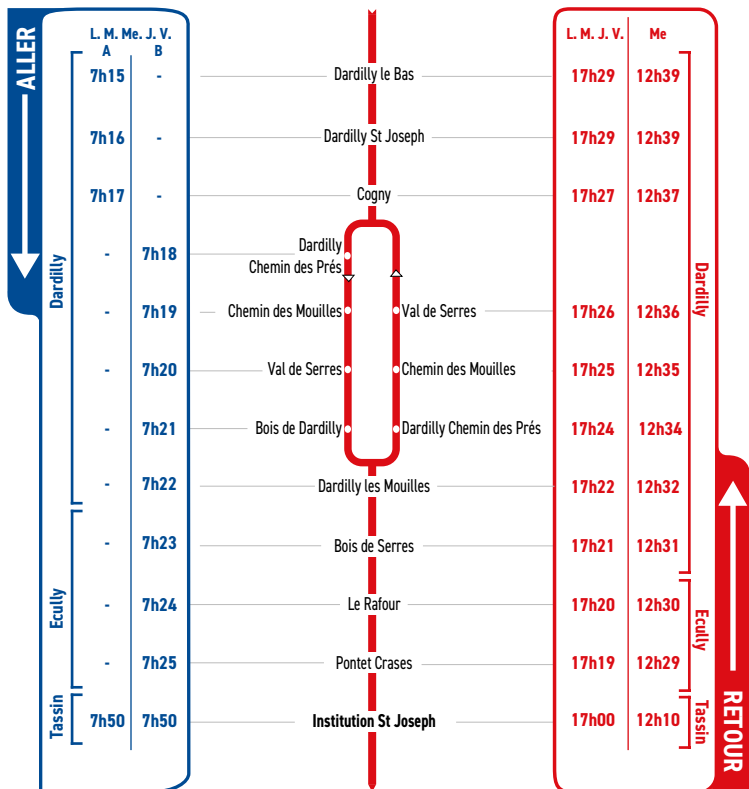 ALLER
L. M. Me. J. V.
A B
L. M. J. V. Me
7h15 - Dardilly le Bas 17h29 12h39
7h16 - Dardilly St Joseph 17h29 12h39
7h17 - Cogny 17h27 12h37
- 7h18 Dardilly
Chemin des Prés
- 7h19 Chemin des Mouilles Val de Serres 17h26 12h36
- 7h20 Val de Serres Chemin des Mouilles 17h25 12h35
- 7h21 Bois de Dardilly Dardilly Chemin des Prés 17h24 12h34
- 7h22 Dardilly les Mouilles 17h22 12h32
- 7h23 Bois de Serres 17h21 12h31
- 7h24 Le Rafour 17h20 12h30
- 7h25 Pontet Crases 17h19 12h29
7h50 7h50 Institution St Joseph 17h00 12h10
Dardilly
Ecully
Tassin
Dardilly
Ecully
Tassin
RETOUR